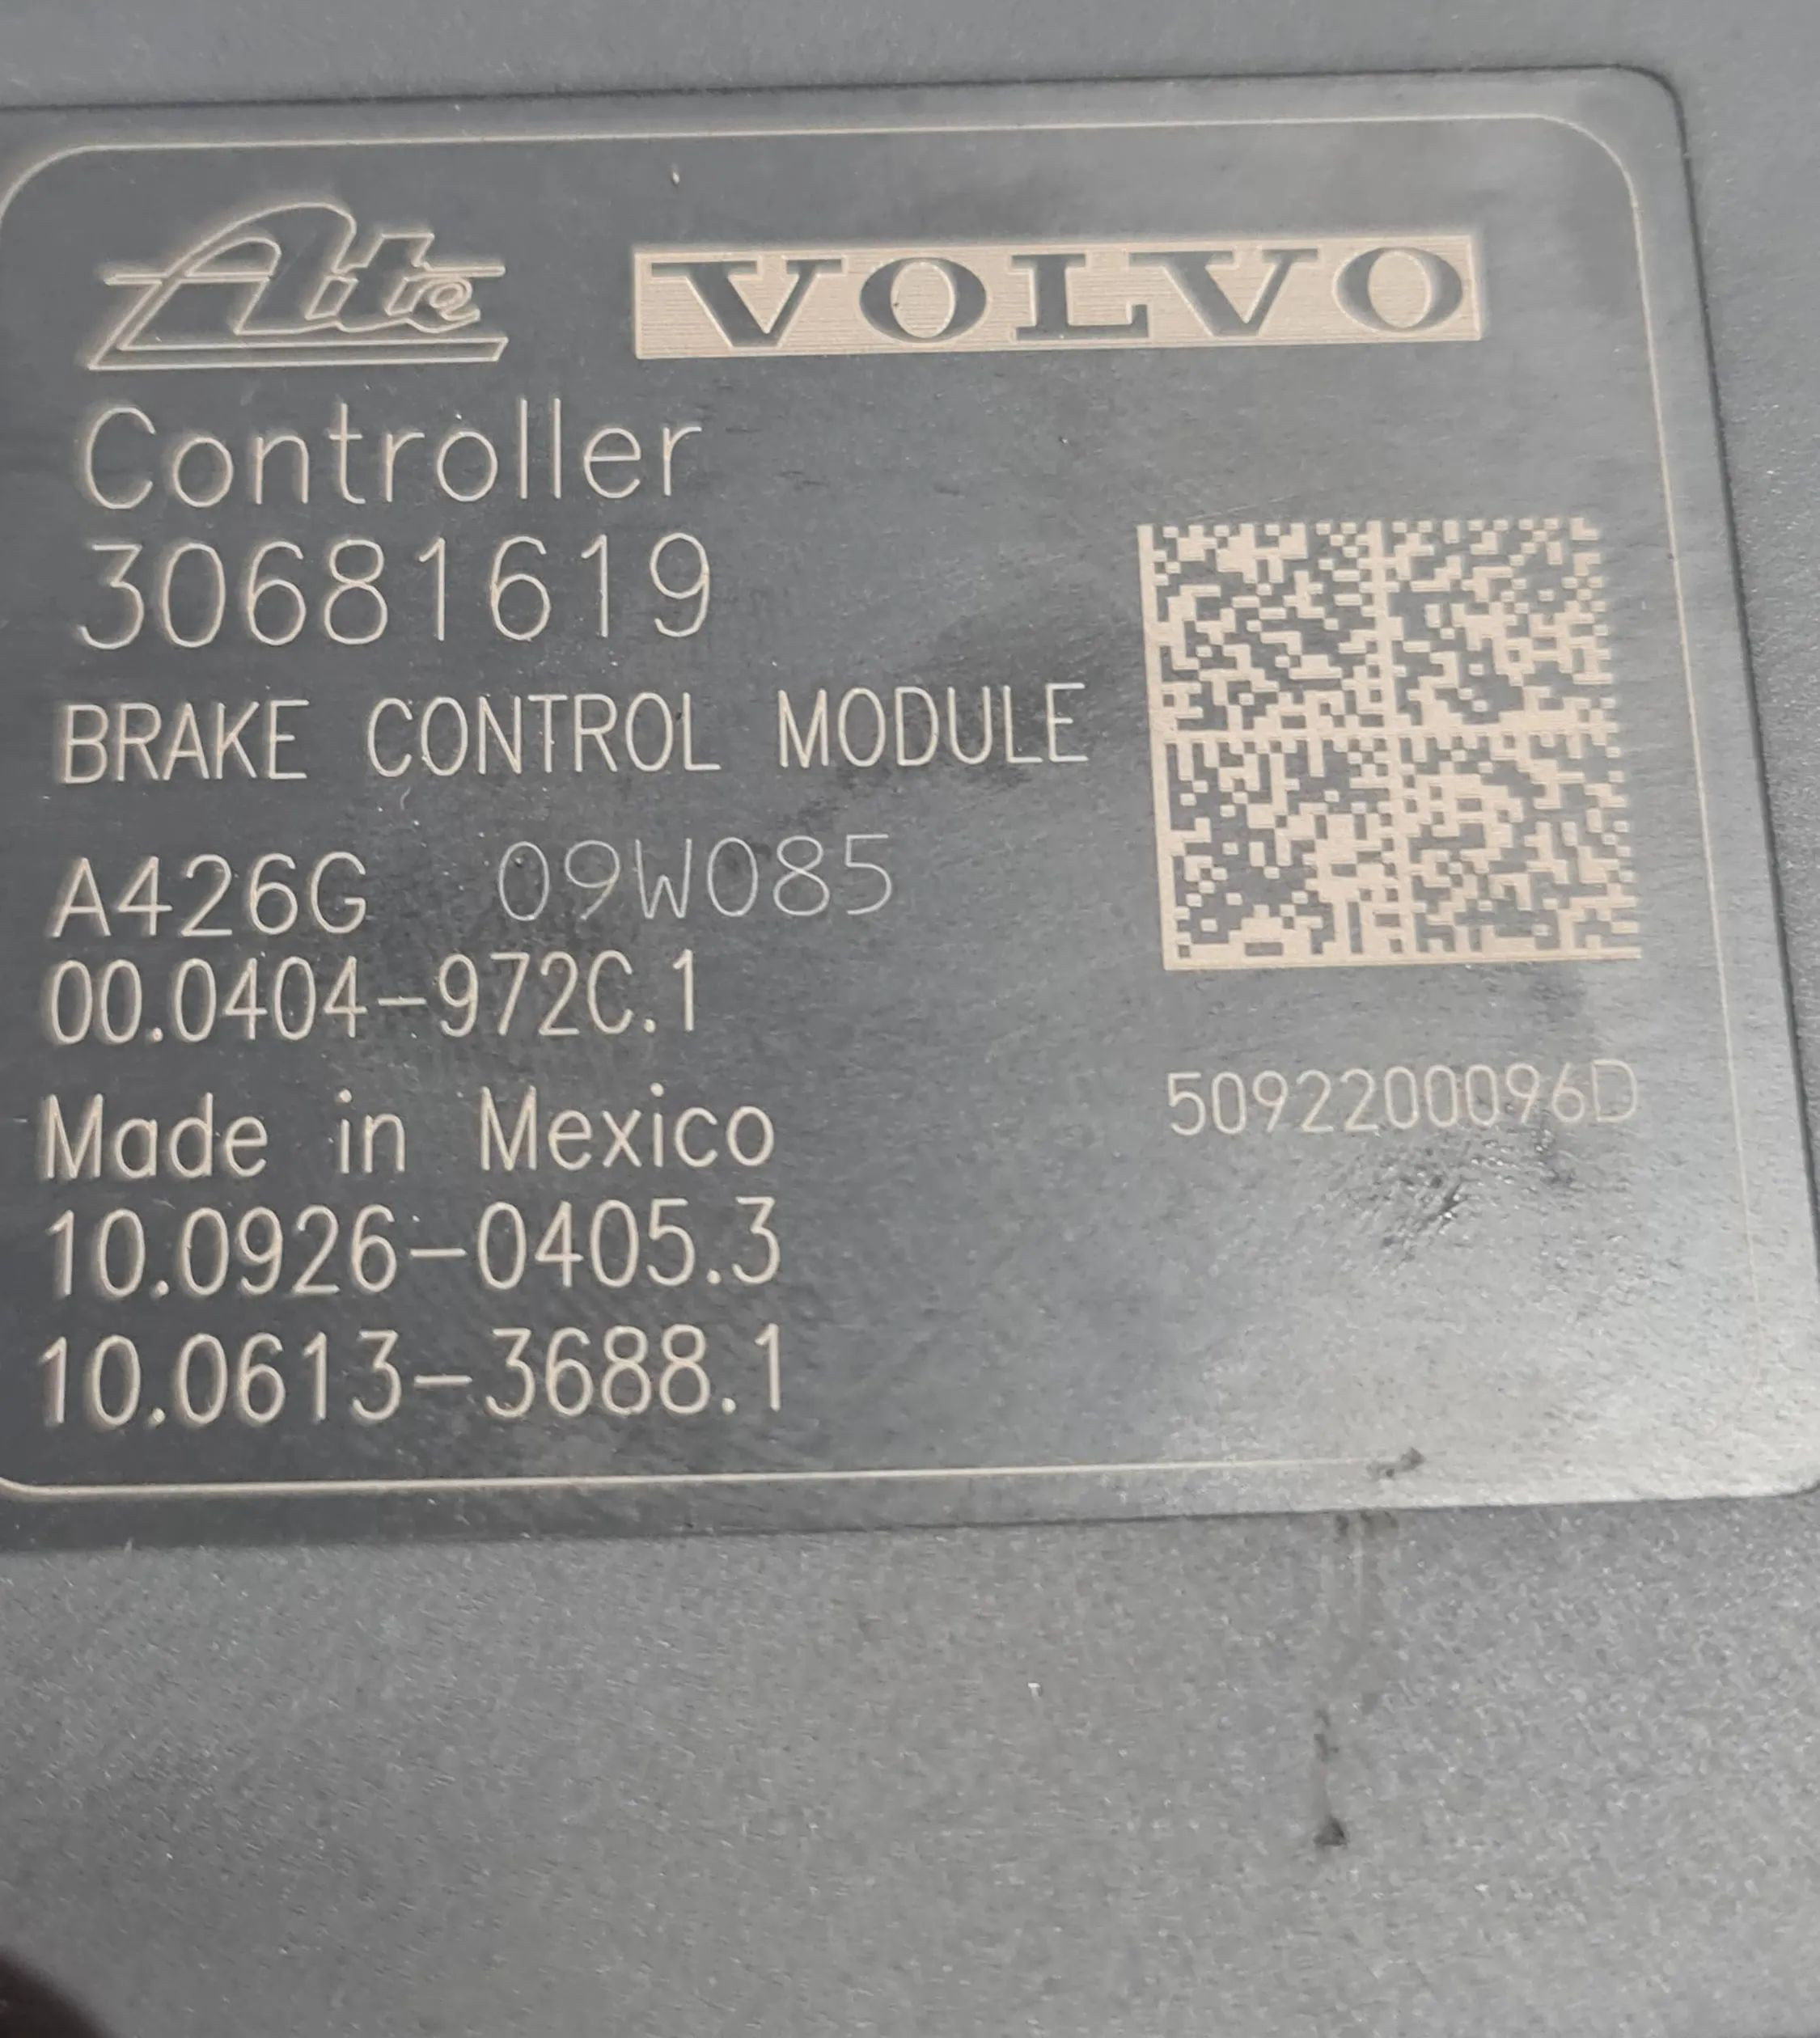 Ate VOLVO
Controller
30681619
BRAKE CONTROL MODULE
A426G 09W085
00.0404-972C.1
Made in Mexico
5092200096D
10.0926-0405.3
10.0613-3688.1